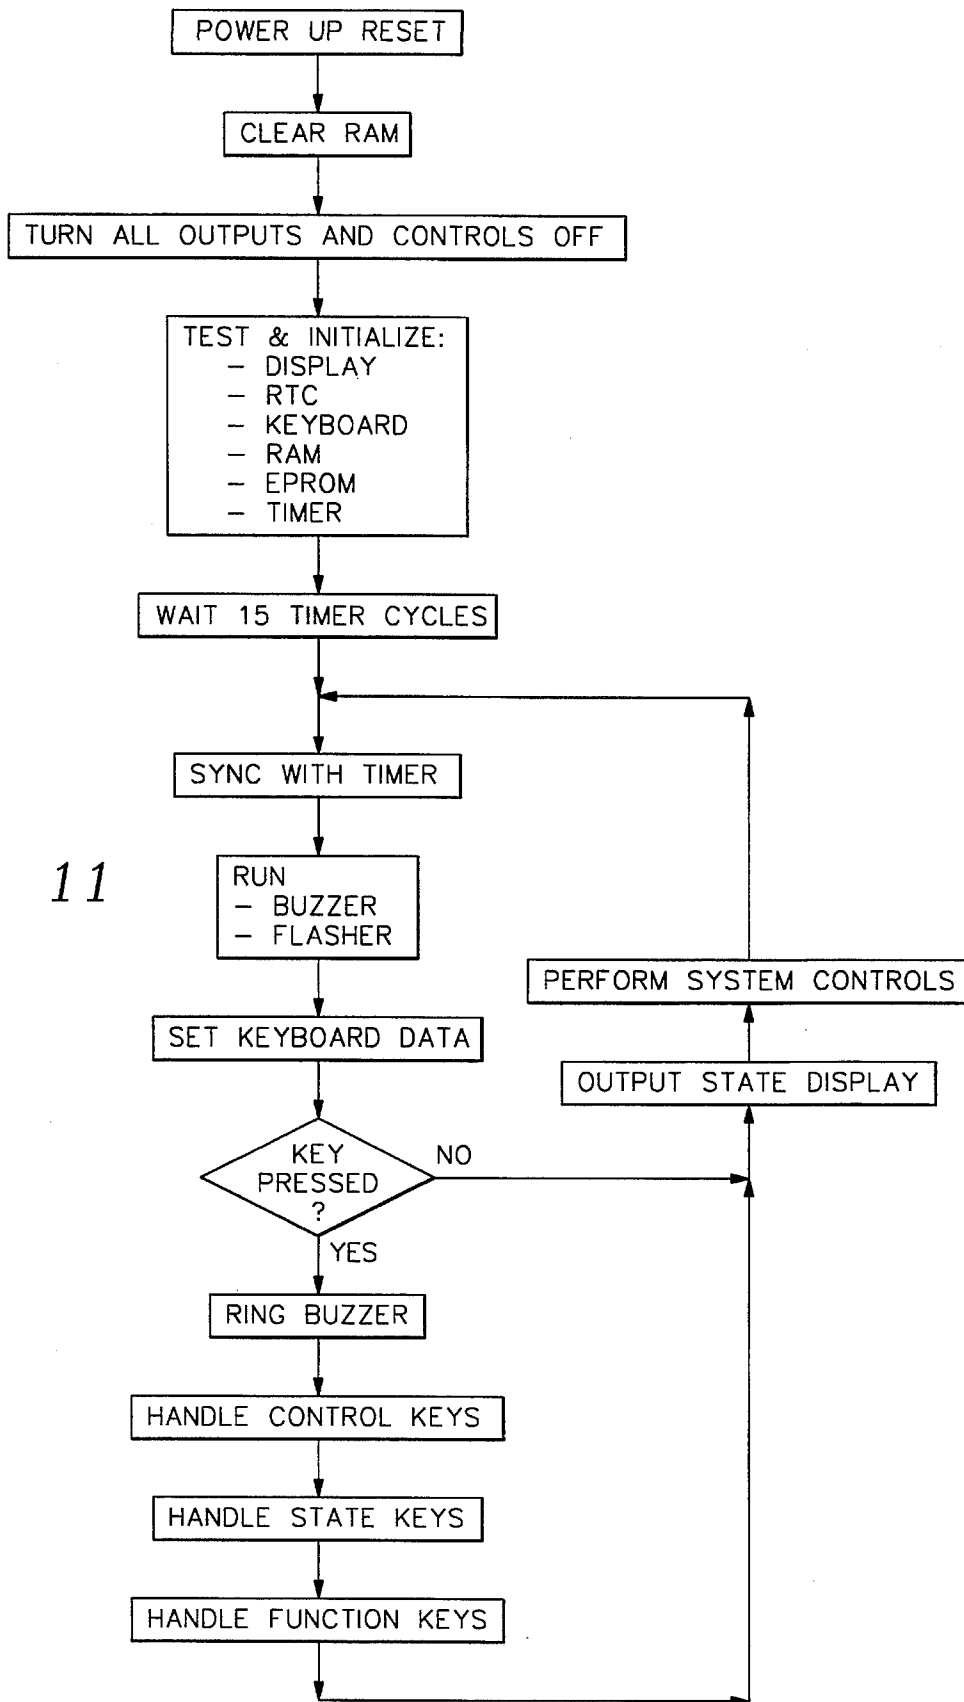 POWER UP RESET
CLEAR RAM
TURN ALL OUTPUTS AND CONTROLS OFF
TEST & INITIALIZE:
– DISPLAY
– RTC
– KEYBOARD
– RAM
– EPROM
– TIMER
WAIT 15 TIMER CYCLES
SYNC WITH TIMER
11
RUN
– BUZZER
– FLASHER
PERFORM SYSTEM CONTROLS
SET KEYBOARD DATA
OUTPUT STATE DISPLAY
KEY
PRESSED
?
NO
YES
RING BUZZER
HANDLE CONTROL KEYS
HANDLE STATE KEYS
HANDLE FUNCTION KEYS